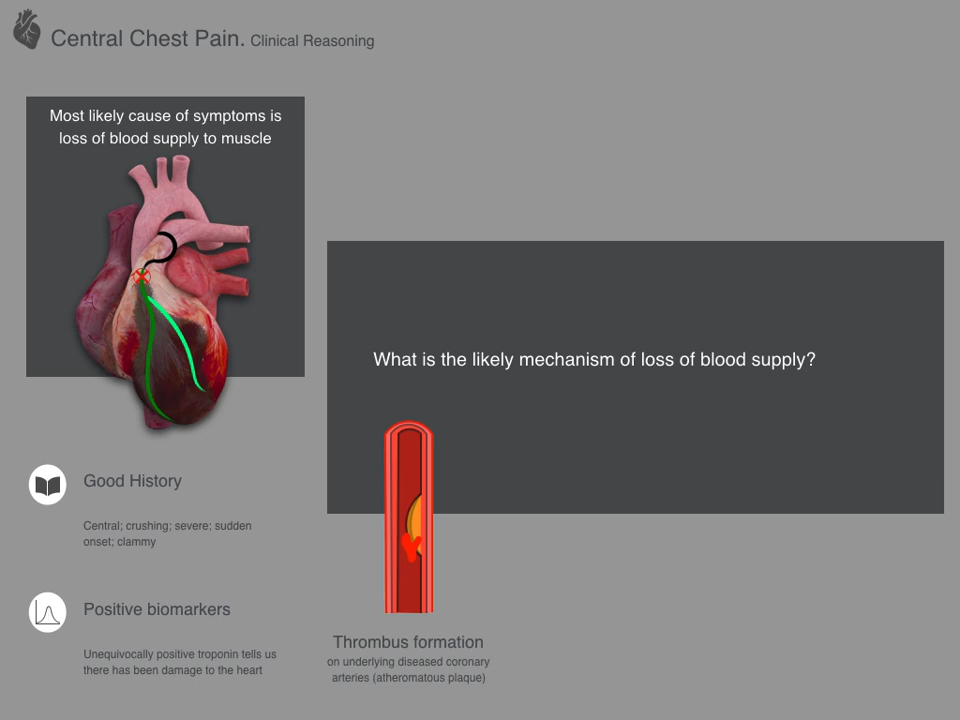 Central Chest Pain. Clinical Reasoning
Most likely cause of symptoms is
loss of blood supply to muscle
What is the likely mechanism of loss of blood supply?
Good History
Central; crushing; severe; sudden
onset; clammy
Positive biomarkers
Unequivocally positive troponin tells us
there has been damage to the heart
Thrombus formation
on underlying diseased coronary
arteries (atheromatous plaque)